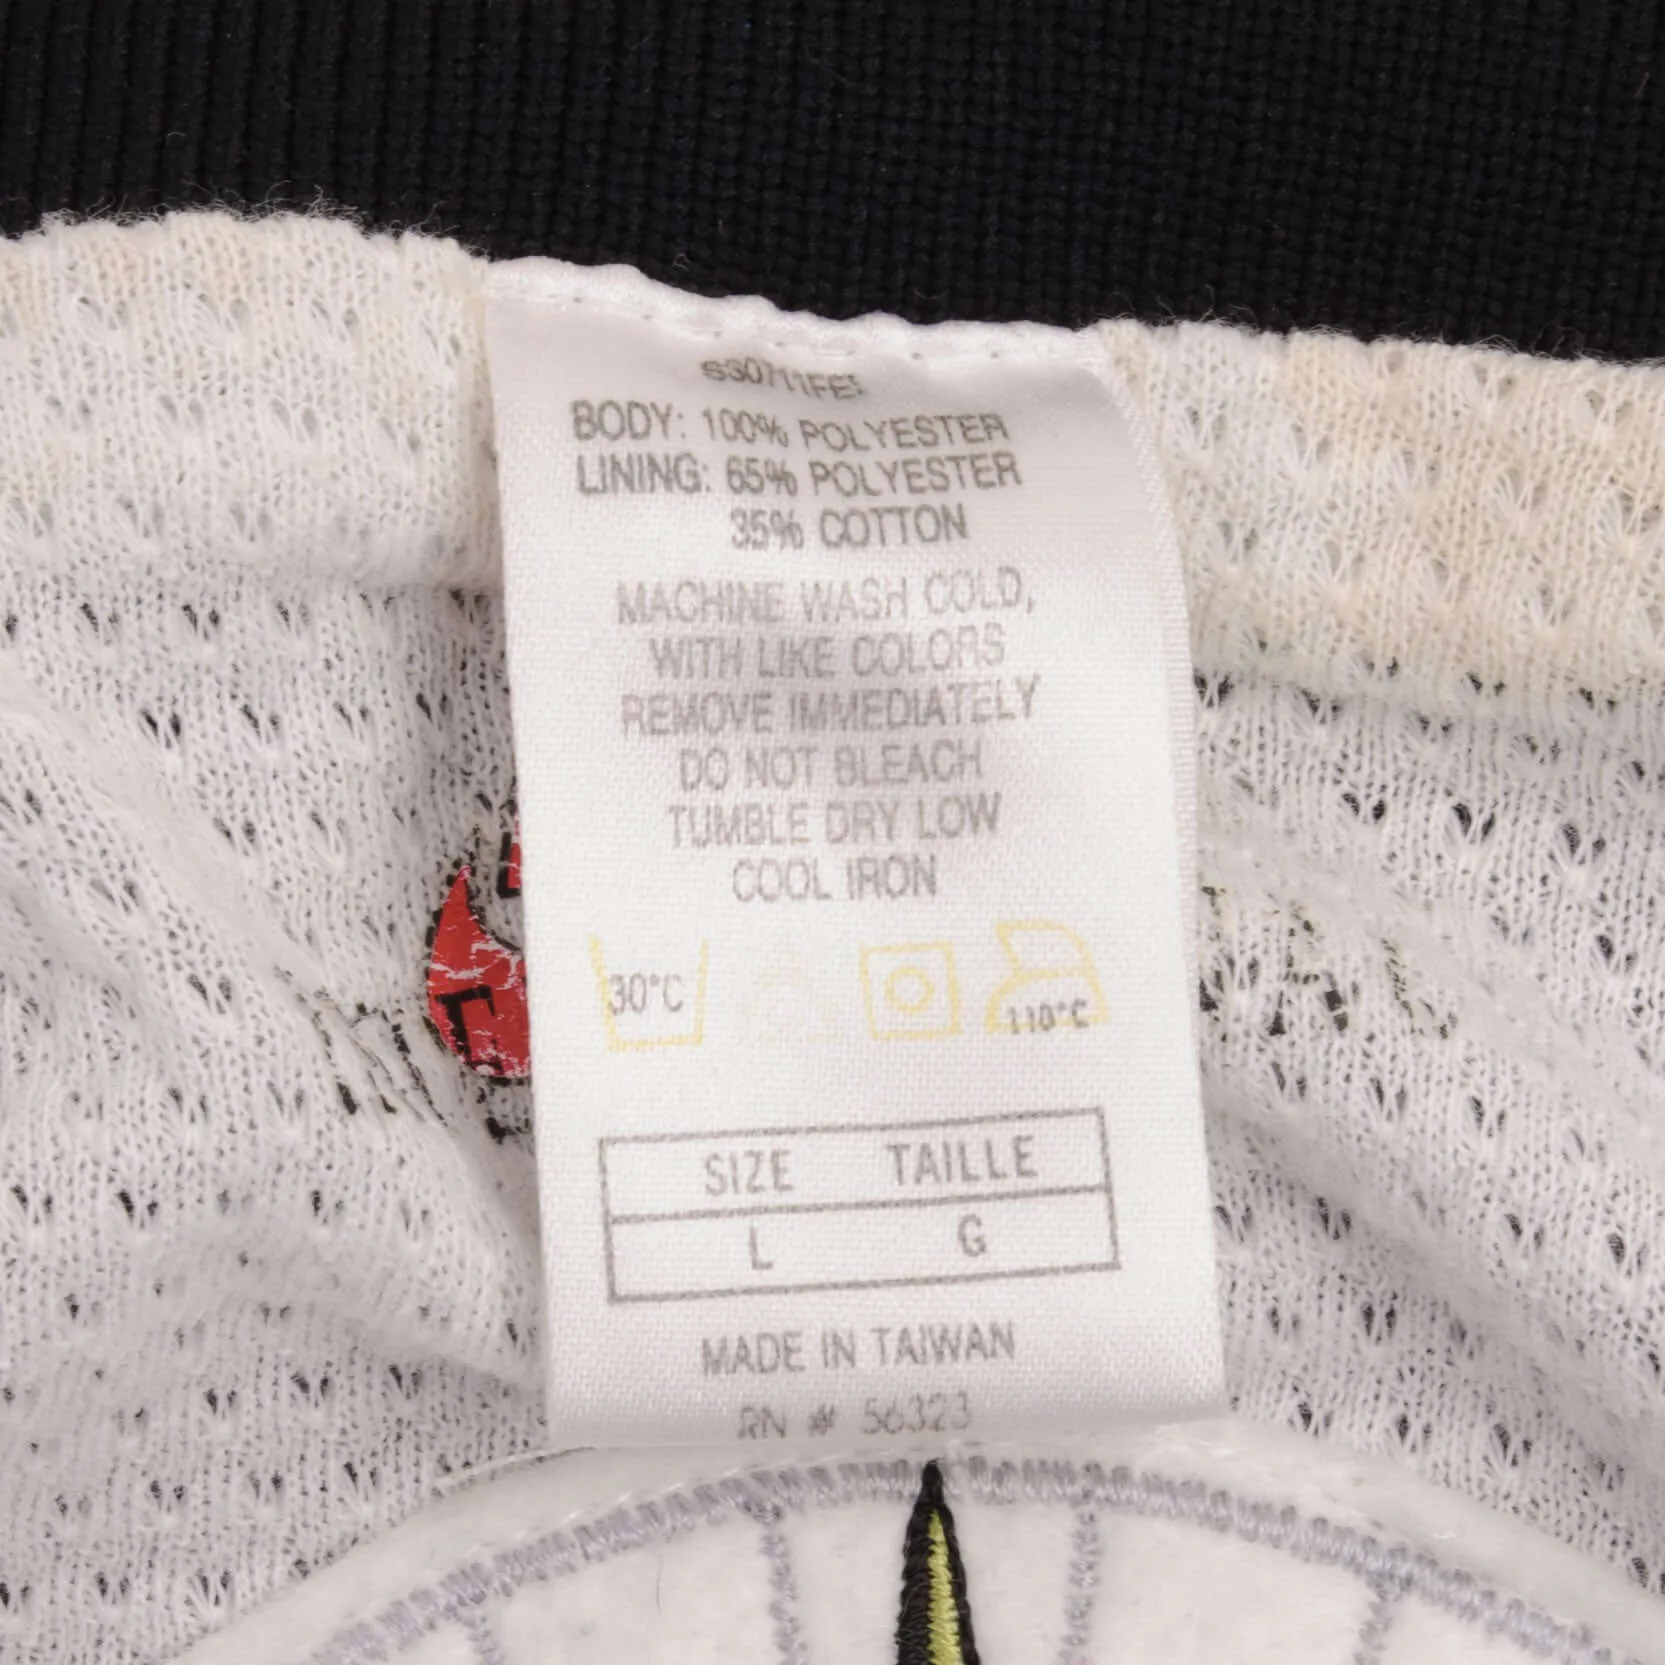 BODY: 100% POLYESTER
LINING: 65% POLYESTER
35% COTTON
MACHINE WASH COLD,
WITH LIKE COLORS
REMOVE IMMEDIATELY
DO NOT BLEACH
TUMBLE DRY LOW
COOL IRON
30°C
110°C
SIZE TAILLE
L G
MADE IN TAIWAN
RN # 56323